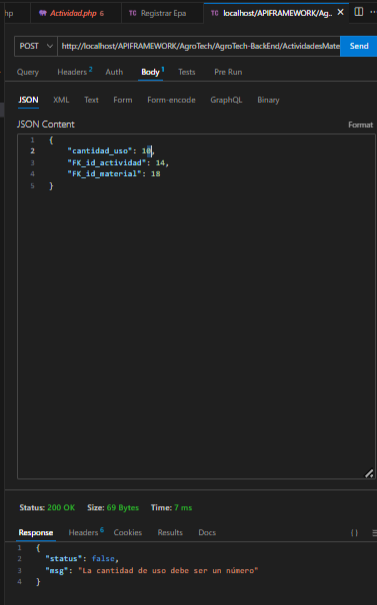 hp Actividad.php 6 TC Registrar Epa TC localhost/APIFRAMEWORK/Ag..
POST http://localhost/APIFRAMEWORK/AgroTech/AgroTech-BackEnd/ActividadesMate Send
Query Headers 2 Auth Body 1 Tests Pre Run
JSON XML Text Form Form-encode GraphQL Binary
JSON Content Format
1 {
2 "cantidad_uso": 10,
3 "FK_id_actividad": 14,
4 "FK_id_material": 18
5 }
Status: 200 OK Size: 69 Bytes Time: 7 ms
Response Headers 6 Cookies Results Docs {}
1 {
2 "status": false,
3 "msg": "La cantidad de uso debe ser un número"
4 }